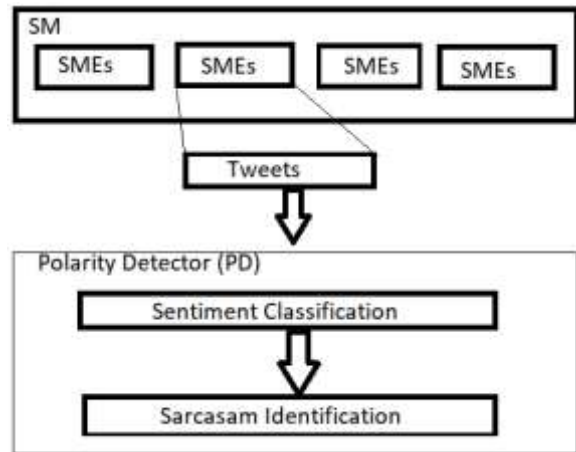 SM
SMEs SMEs SMEs SMEs
Tweets
Polarity Detector (PD)
Sentiment Classification
Sarcasam Identification